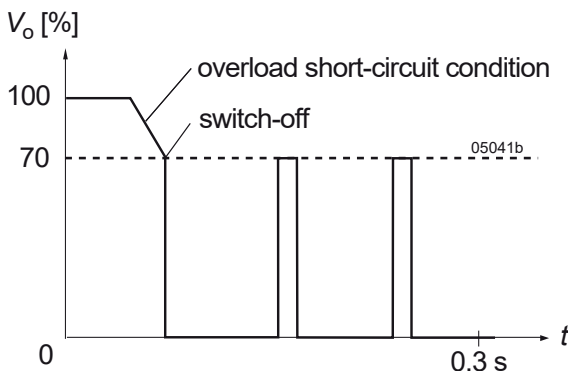 Vo [%]
overload short-circuit condition
100
switch-off
70
05041b
t
0
0.3 s